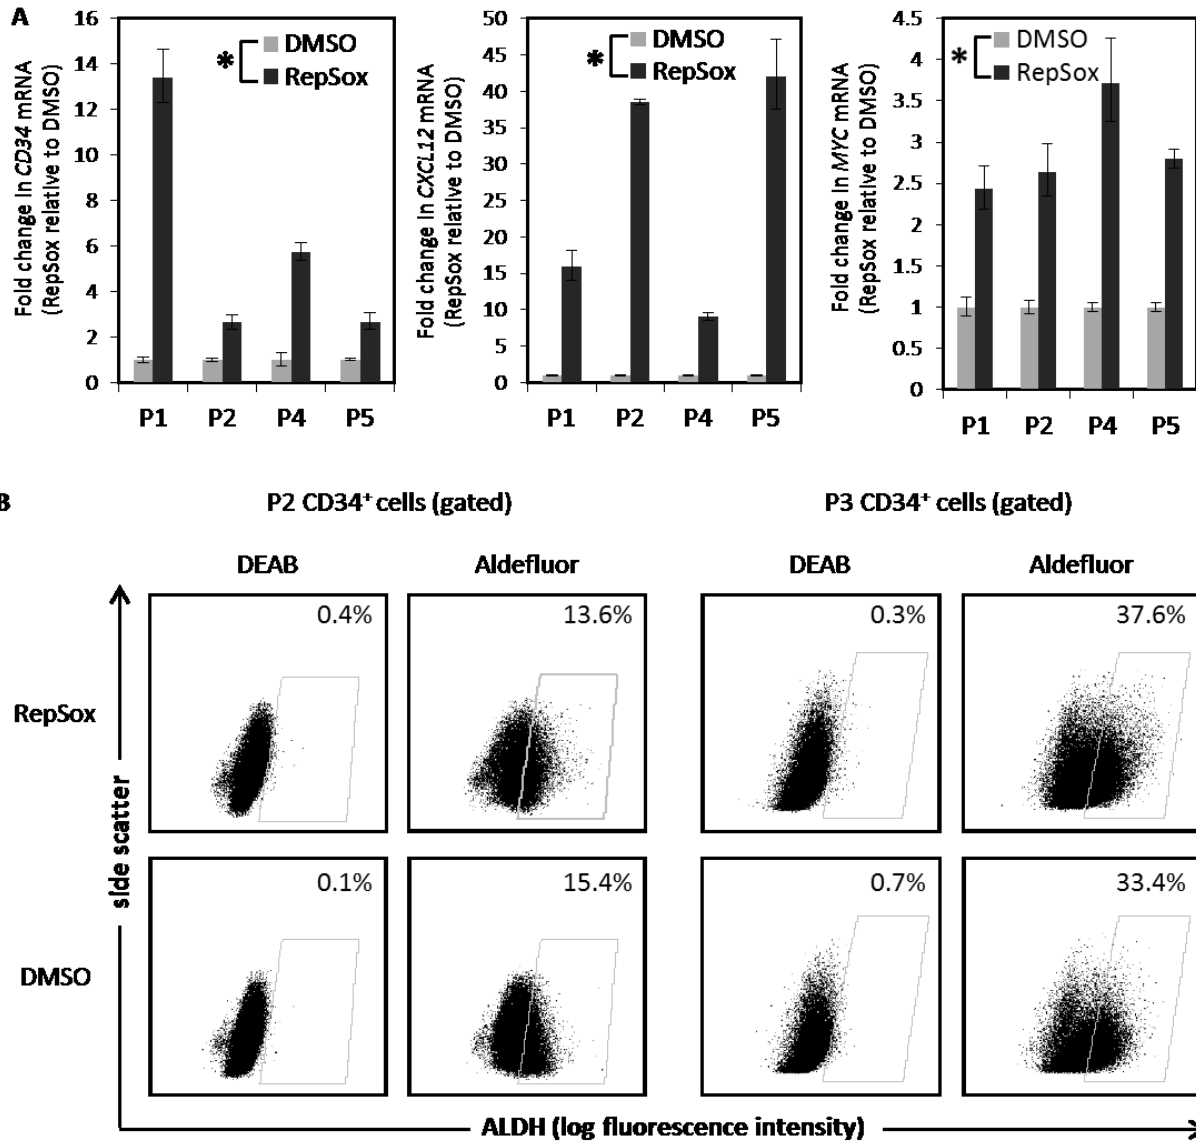 A
Fold change in CD34 mRNA
(RepSox relative to DMSO)
16
14
12
10
8
6
4
2
0
* DMSO
RepSox
P1 P2 P4 P5
Fold change in CXCL12 mRNA
(RepSox relative to DMSO)
50
45
40
35
30
25
20
15
10
5
0
* DMSO
RepSox
P1 P2 P4 P5
Fold change in MYC mRNA
(RepSox relative to DMSO)
4.5
4
3.5
3
2.5
2
1.5
1
0.5
0
* DMSO
RepSox
P1 P2 P4 P5
B
P2 CD34+ cells (gated) P3 CD34+ cells (gated)
DEAB Aldefluor DEAB Aldefluor
0.4% 13.6% 0.3% 37.6%
RepSox
side scatter
0.1% 15.4% 0.7% 33.4%
DMSO
ALDH (log fluorescence intensity)